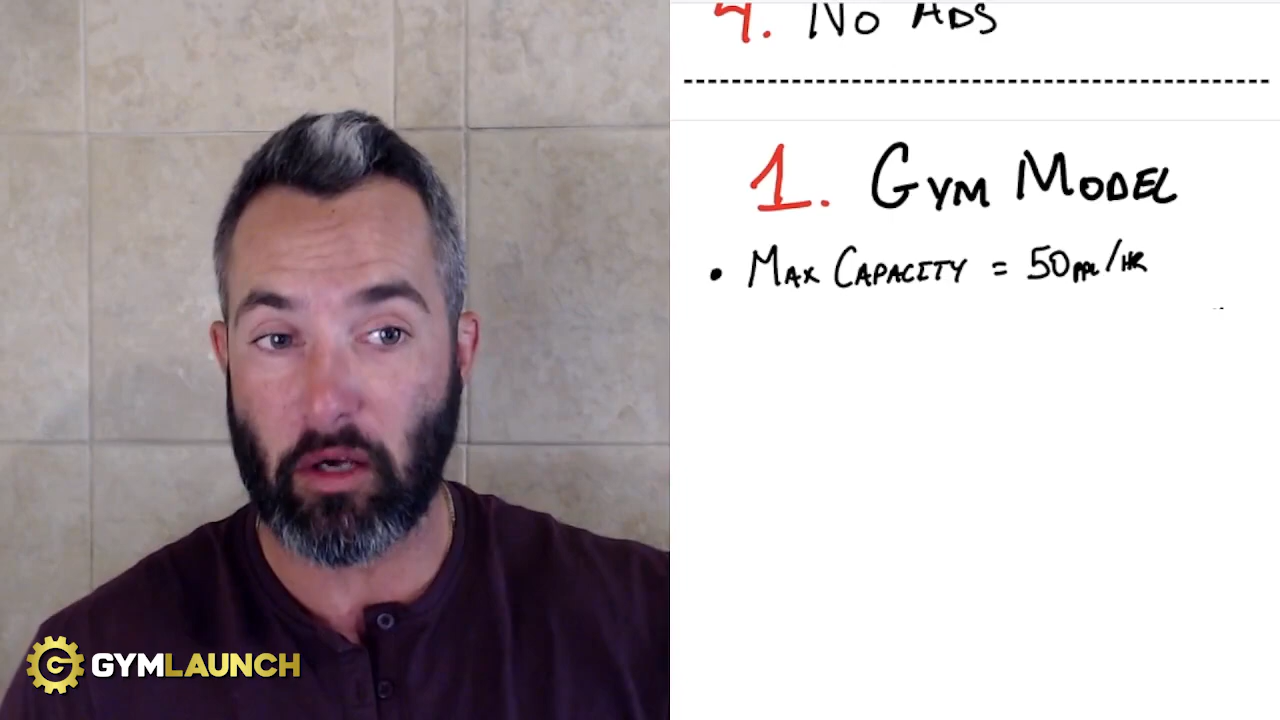 4. No Ads
1. Gym Model
• Max Capacity = 50ppl/hr
GYMLAUNCH